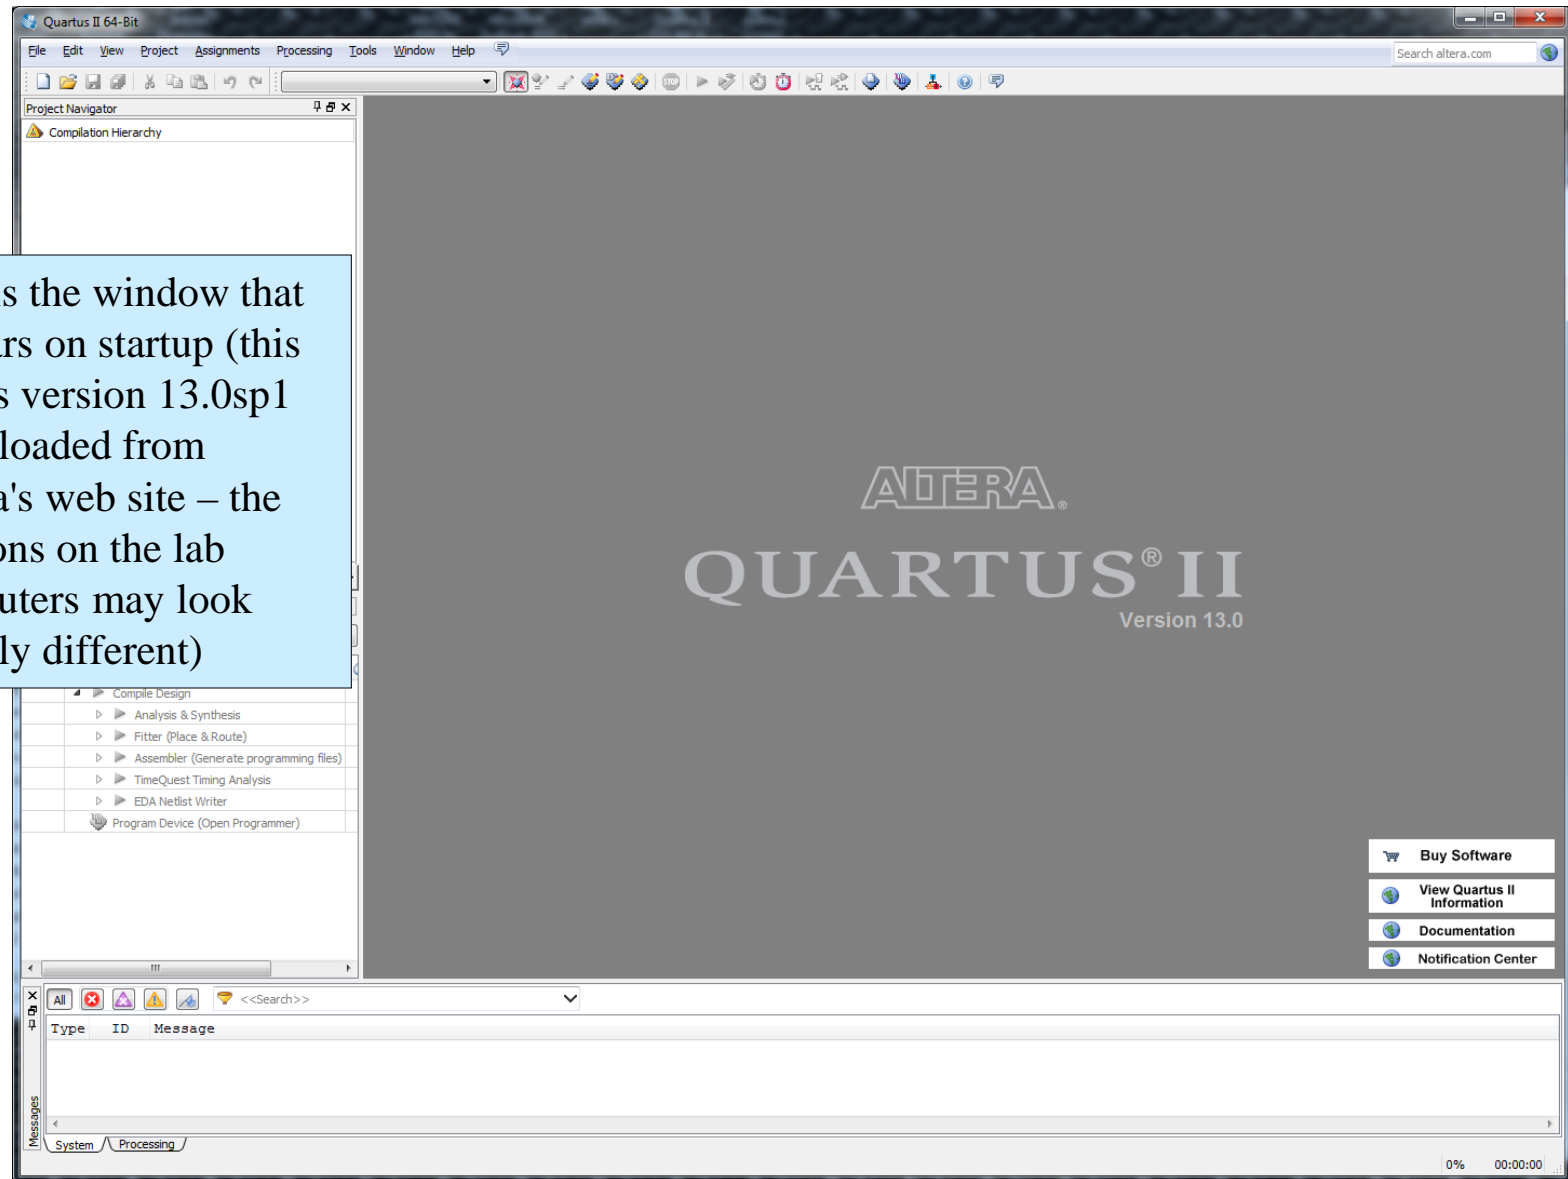 Quartus II 64-Bit
File Edit View Project Assignments Processing Tools Window Help
Search altera.com
STOP
Project Navigator
Compilation Hierarchy
s the window that
rs on startup (this
s version 13.0sp1
loaded from
a's web site – the
ons on the lab
uters may look
ly different)
Compile Design
Analysis & Synthesis
Fitter (Place & Route)
Assembler (Generate programming files)
TimeQuest Timing Analysis
EDA Netlist Writer
Program Device (Open Programmer)
ALTERA®
QUARTUS® II
Version 13.0
Buy Software
View Quartus II
Information
Documentation
Notification Center
All
<<Search>>
Type ID Message
Messages
System Processing
0% 00:00:00